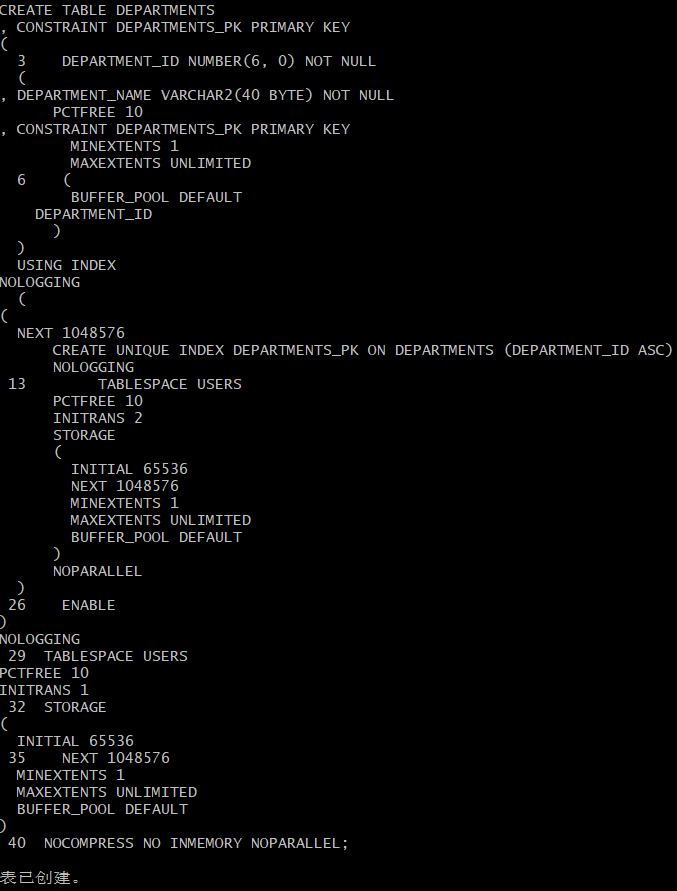 CREATE TABLE DEPARTMENTS
, CONSTRAINT DEPARTMENTS_PK PRIMARY KEY
(
3 DEPARTMENT_ID NUMBER(6, 0) NOT NULL
(
, DEPARTMENT_NAME VARCHAR2(40 BYTE) NOT NULL
PCTFREE 10
, CONSTRAINT DEPARTMENTS_PK PRIMARY KEY
MINEXTENTS 1
MAXEXTENTS UNLIMITED
6 (
BUFFER_POOL DEFAULT
DEPARTMENT_ID
)
)
USING INDEX
NOLOGGING
(
(
NEXT 1048576
CREATE UNIQUE INDEX DEPARTMENTS_PK ON DEPARTMENTS (DEPARTMENT_ID ASC)
NOLOGGING
13 TABLESPACE USERS
PCTFREE 10
INITRANS 2
STORAGE
(
INITIAL 65536
NEXT 1048576
MINEXTENTS 1
MAXEXTENTS UNLIMITED
BUFFER_POOL DEFAULT
)
NOPARALLEL
)
26 ENABLE
)
NOLOGGING
29 TABLESPACE USERS
PCTFREE 10
INITRANS 1
32 STORAGE
(
INITIAL 65536
35 NEXT 1048576
MINEXTENTS 1
MAXEXTENTS UNLIMITED
BUFFER_POOL DEFAULT
)
40 NOCOMPRESS NO INMEMORY NOPARALLEL;
表已创建。